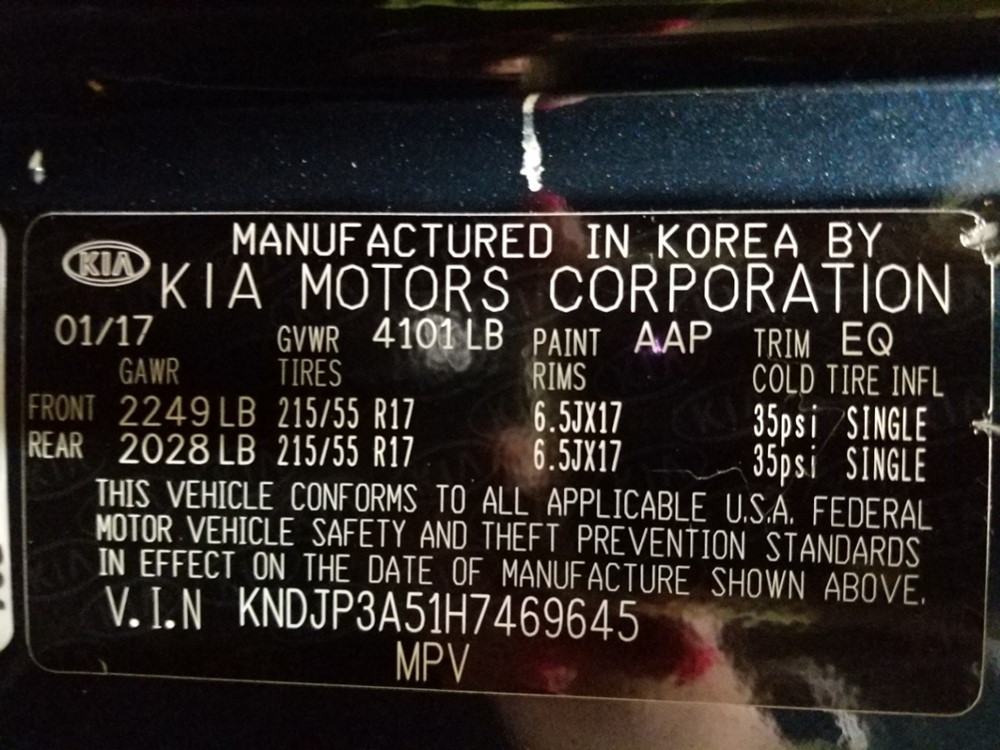 MANUFACTURED IN KOREA BY
KIA KIA MOTORS CORPORATION
01/17 GVWR 4101 LB PAINT AAP TRIM EQ
GAWR TIRES RIMS COLD TIRE INFL
FRONT 2249 LB 215/55 R17 6.5JX17 35psi SINGLE
REAR 2028 LB 215/55 R17 6.5JX17 35psi SINGLE
THIS VEHICLE CONFORMS TO ALL APPLICABLE U.S.A. FEDERAL
MOTOR VEHICLE SAFETY AND THEFT PREVENTION STANDARDS
IN EFFECT ON THE DATE OF MANUFACTURE SHOWN ABOVE.
V.I.N KNDJP3A51H7469645
MPV